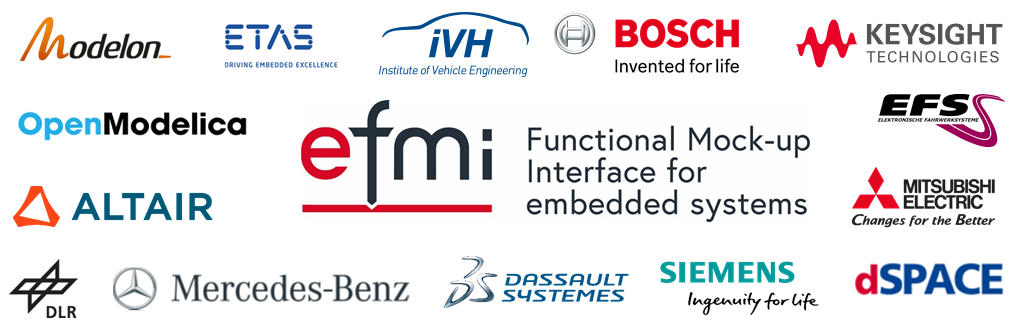 Modelon
ETAS
DRIVING EMBEDDED EXCELLENCE
iVH
Institute of Vehicle Engineering
BOSCH
Invented for life
KEYSIGHT
TECHNOLOGIES
OpenModelica
efmi
Functional Mock-up
Interface for
embedded systems
EFS
ELEKTRONISCHE FAHRWERKSYSTEME
ALTAIR
MITSUBISHI
ELECTRIC
Changes for the Better
DLR
Mercedes-Benz
3DS
DASSAULT
SYSTEMES
SIEMENS
Ingenuity for life
dSPACE